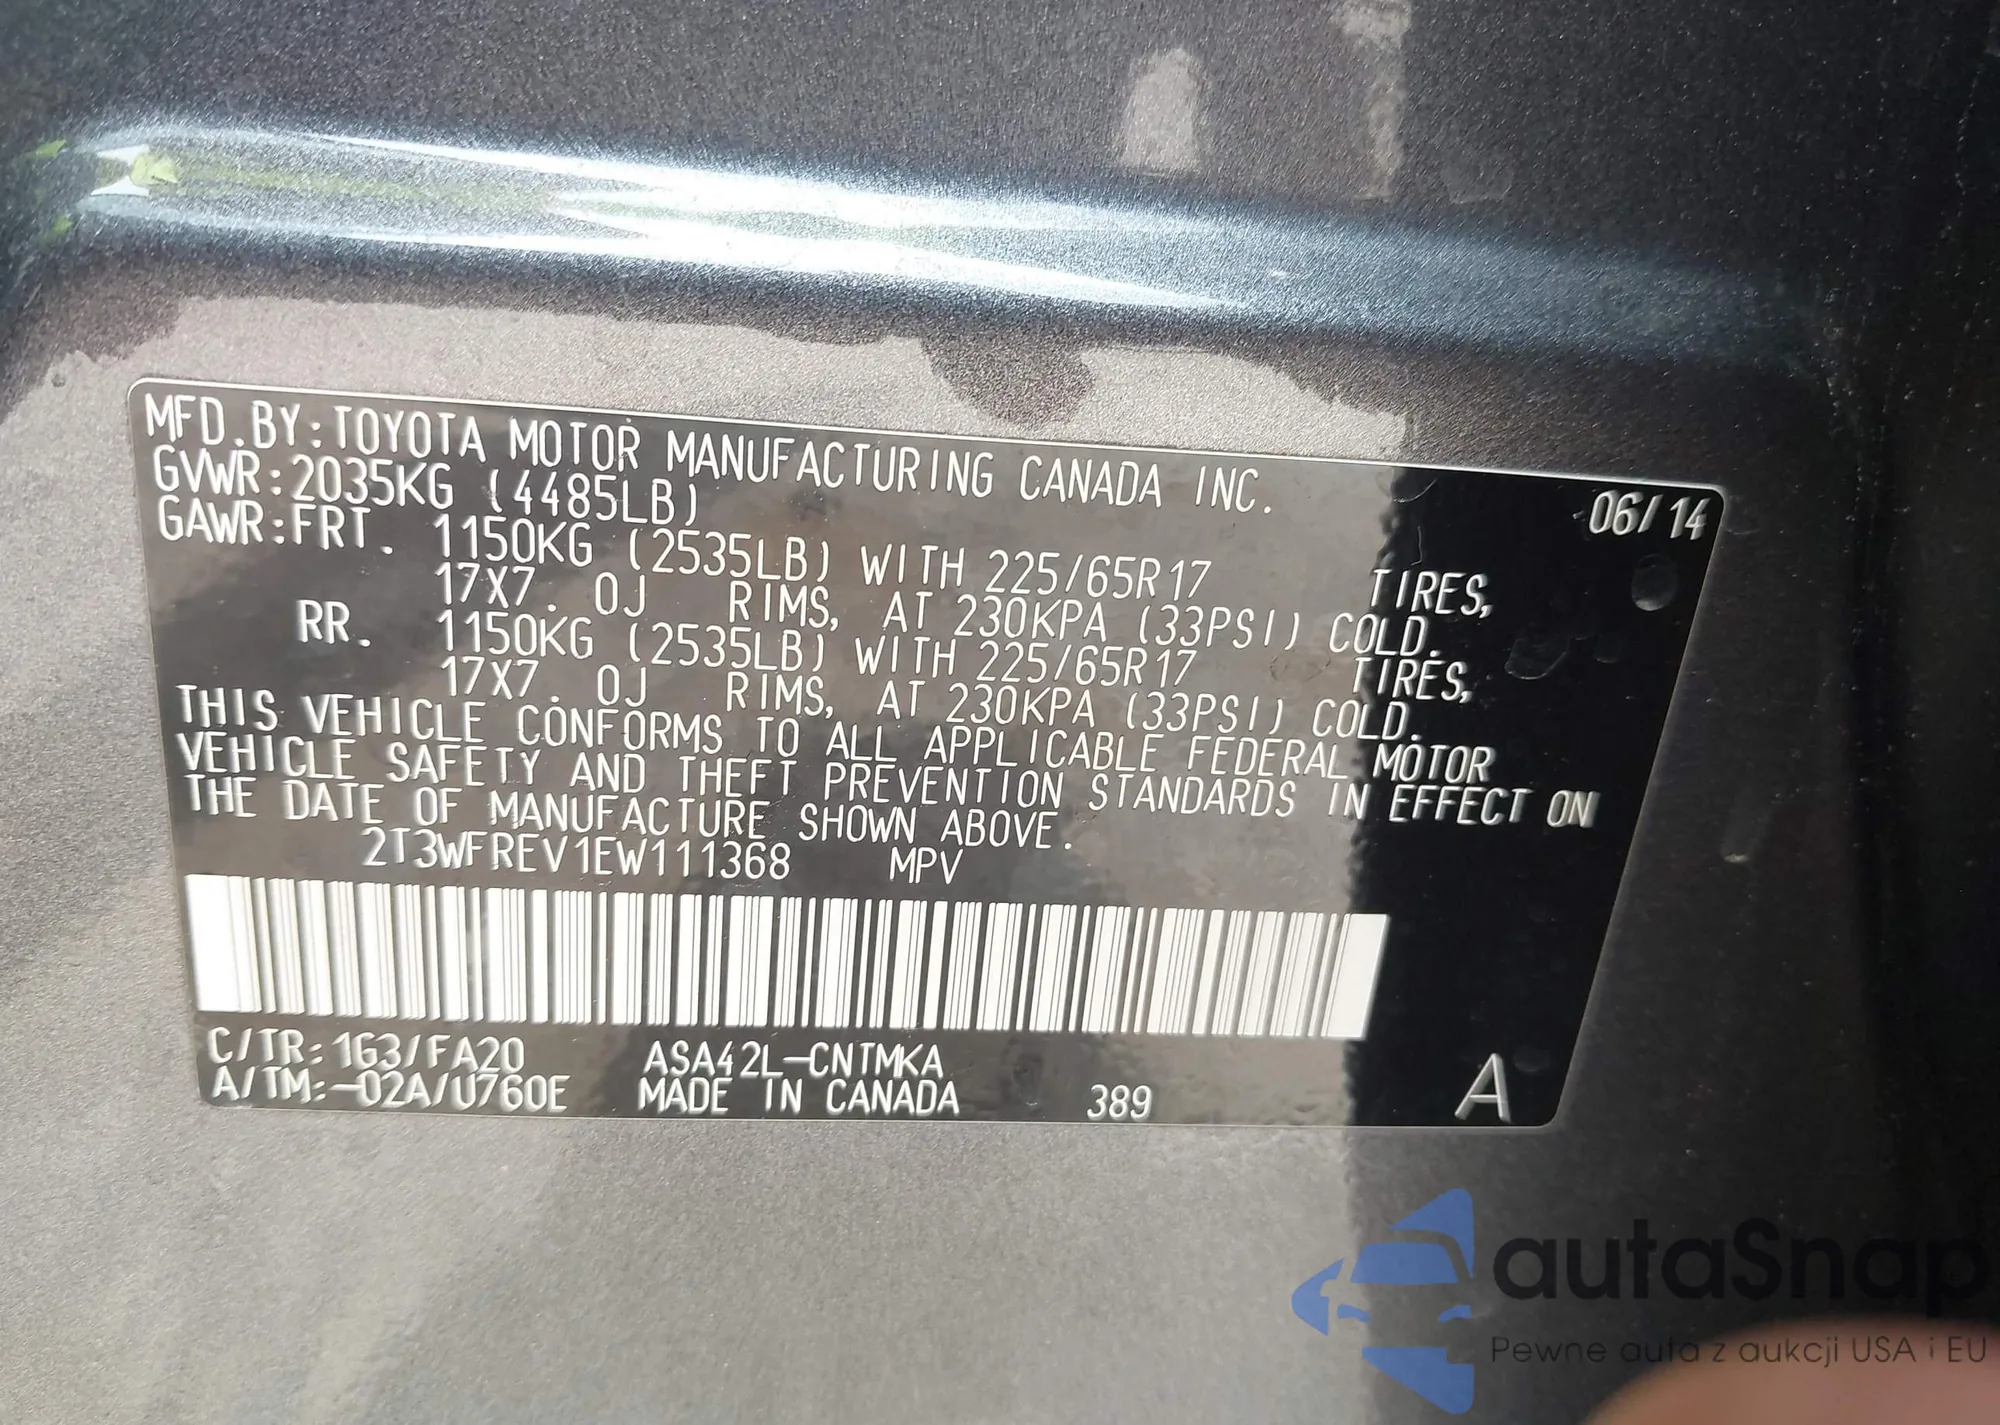 MFD.BY:TOYOTA MOTOR MANUFACTURING CANADA INC.
06/14
GVWR:2035KG (4485LB)
GAWR:FRT. 1150KG (2535LB) WITH 225/65R17 TIRES,
17X7. 0J RIMS, AT 230KPA (33PSI) COLD.
RR. 1150KG (2535LB) WITH 225/65R17 TIRES,
17X7. 0J RIMS, AT 230KPA (33PSI) COLD.
THIS VEHICLE CONFORMS TO ALL APPLICABLE FEDERAL MOTOR
VEHICLE SAFETY AND THEFT PREVENTION STANDARDS IN EFFECT ON
THE DATE OF MANUFACTURE SHOWN ABOVE.
2T3WFREV1EW111368 MPV
C/TR:1G3/FA20 ASA42L-CNTMKA
A/TM:-02A/U760E MADE IN CANADA 389 A
autaSnap
Pewne auta z aukcji USA i EU